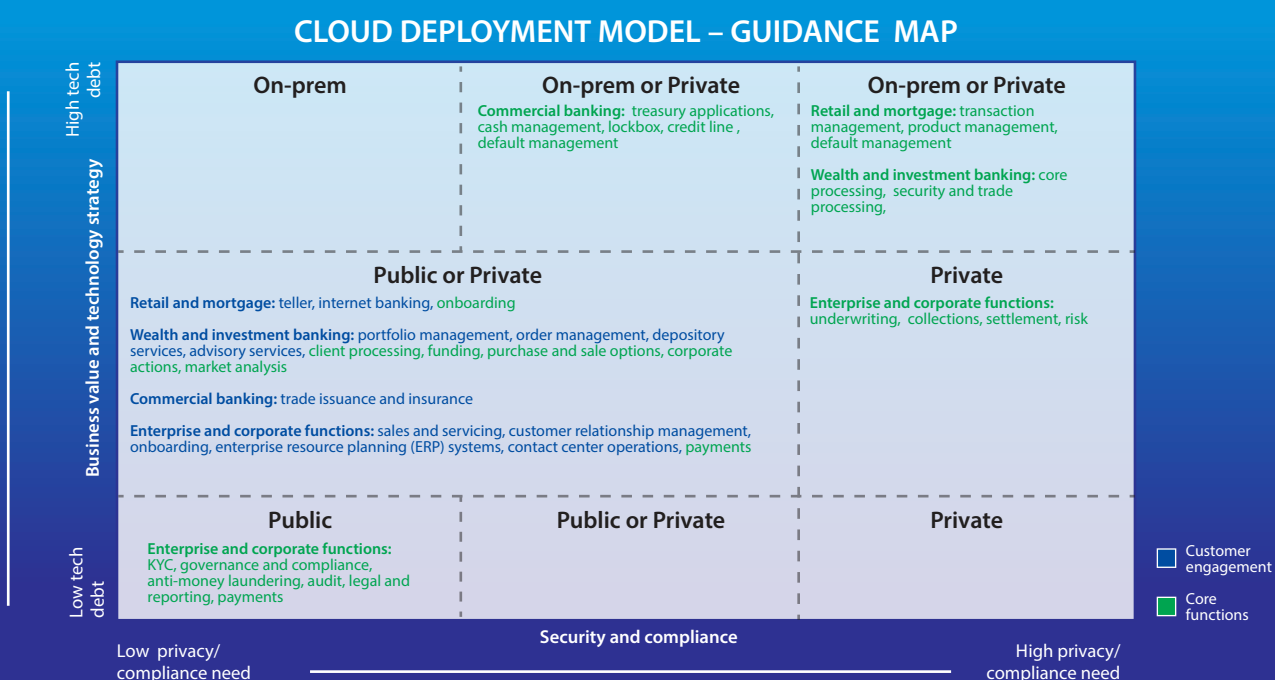 CLOUD DEPLOYMENT MODEL – GUIDANCE MAP
High tech
debt
Business value and technology strategy
Low tech
debt
On-prem
On-prem or Private
Commercial banking: treasury applications,
cash management, lockbox, credit line ,
default management
On-prem or Private
Retail and mortgage: transaction
management, product management,
default management
Wealth and investment banking: core
processing, security and trade
processing,
Public or Private
Retail and mortgage: teller, internet banking, onboarding
Wealth and investment banking: portfolio management, order management, depository
services, advisory services, client processing, funding, purchase and sale options, corporate
actions, market analysis
Commercial banking: trade issuance and insurance
Enterprise and corporate functions: sales and servicing, customer relationship management,
onboarding, enterprise resource planning (ERP) systems, contact center operations, payments
Private
Enterprise and corporate functions:
underwriting, collections, settlement, risk
Public
Enterprise and corporate functions:
KYC, governance and compliance,
anti-money laundering, audit, legal and
reporting, payments
Public or Private
Private
Customer
engagement
Core
functions
Security and compliance
Low privacy/
compliance need
High privacy/
compliance need